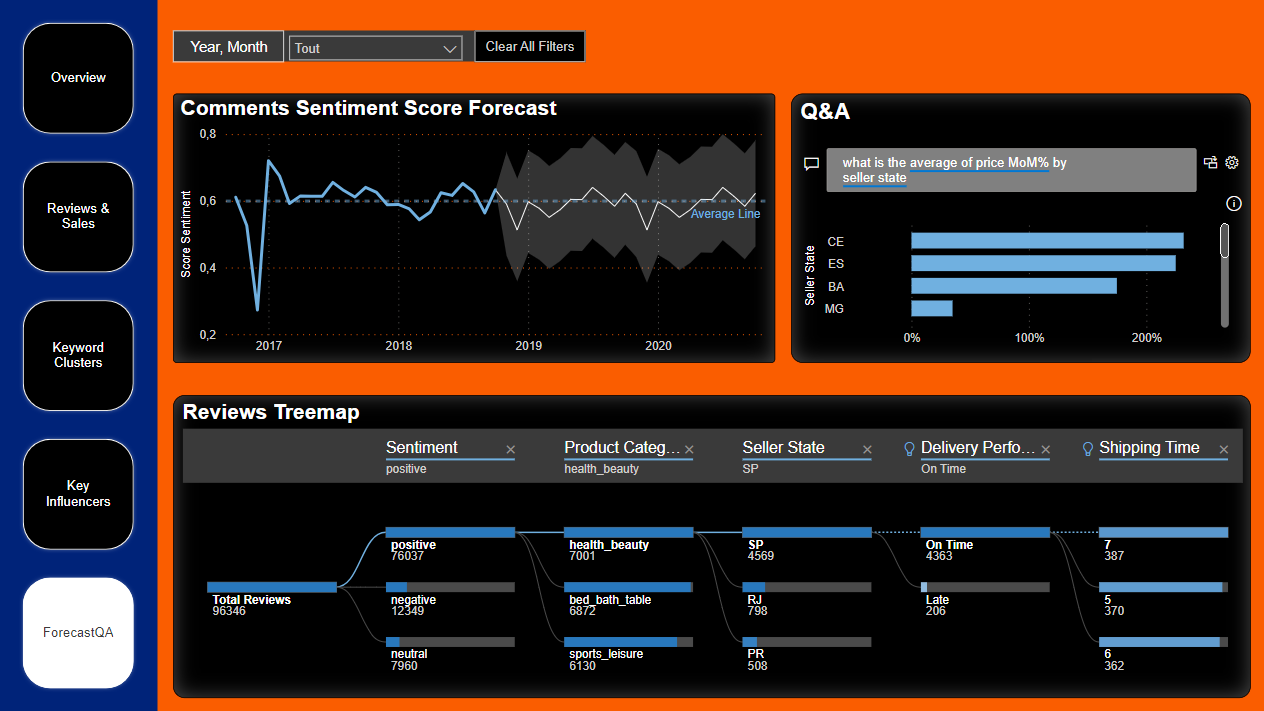 Overview
Reviews &
Sales
Keyword
Clusters
Key
Influencers
ForecastQA
Year, Month
Tout
Clear All Filters
Comments Sentiment Score Forecast
Score Sentiment
0,8
0,6
0,4
0,2
Average Line
2017 2018 2019 2020
Q&A
what is the average of price MoM% by
seller state
Seller State
CE
ES
BA
MG
0% 100% 200%
Reviews Treemap
Sentiment Product Categ... Seller State Delivery Perfo... Shipping Time
positive health_beauty SP On Time
Total Reviews
96346
positive
76037
negative
12349
neutral
7960
health_beauty
7001
bed_bath_table
6872
sports_leisure
6130
SP
4569
RJ
798
PR
508
On Time
4363
Late
206
7
387
5
370
6
362